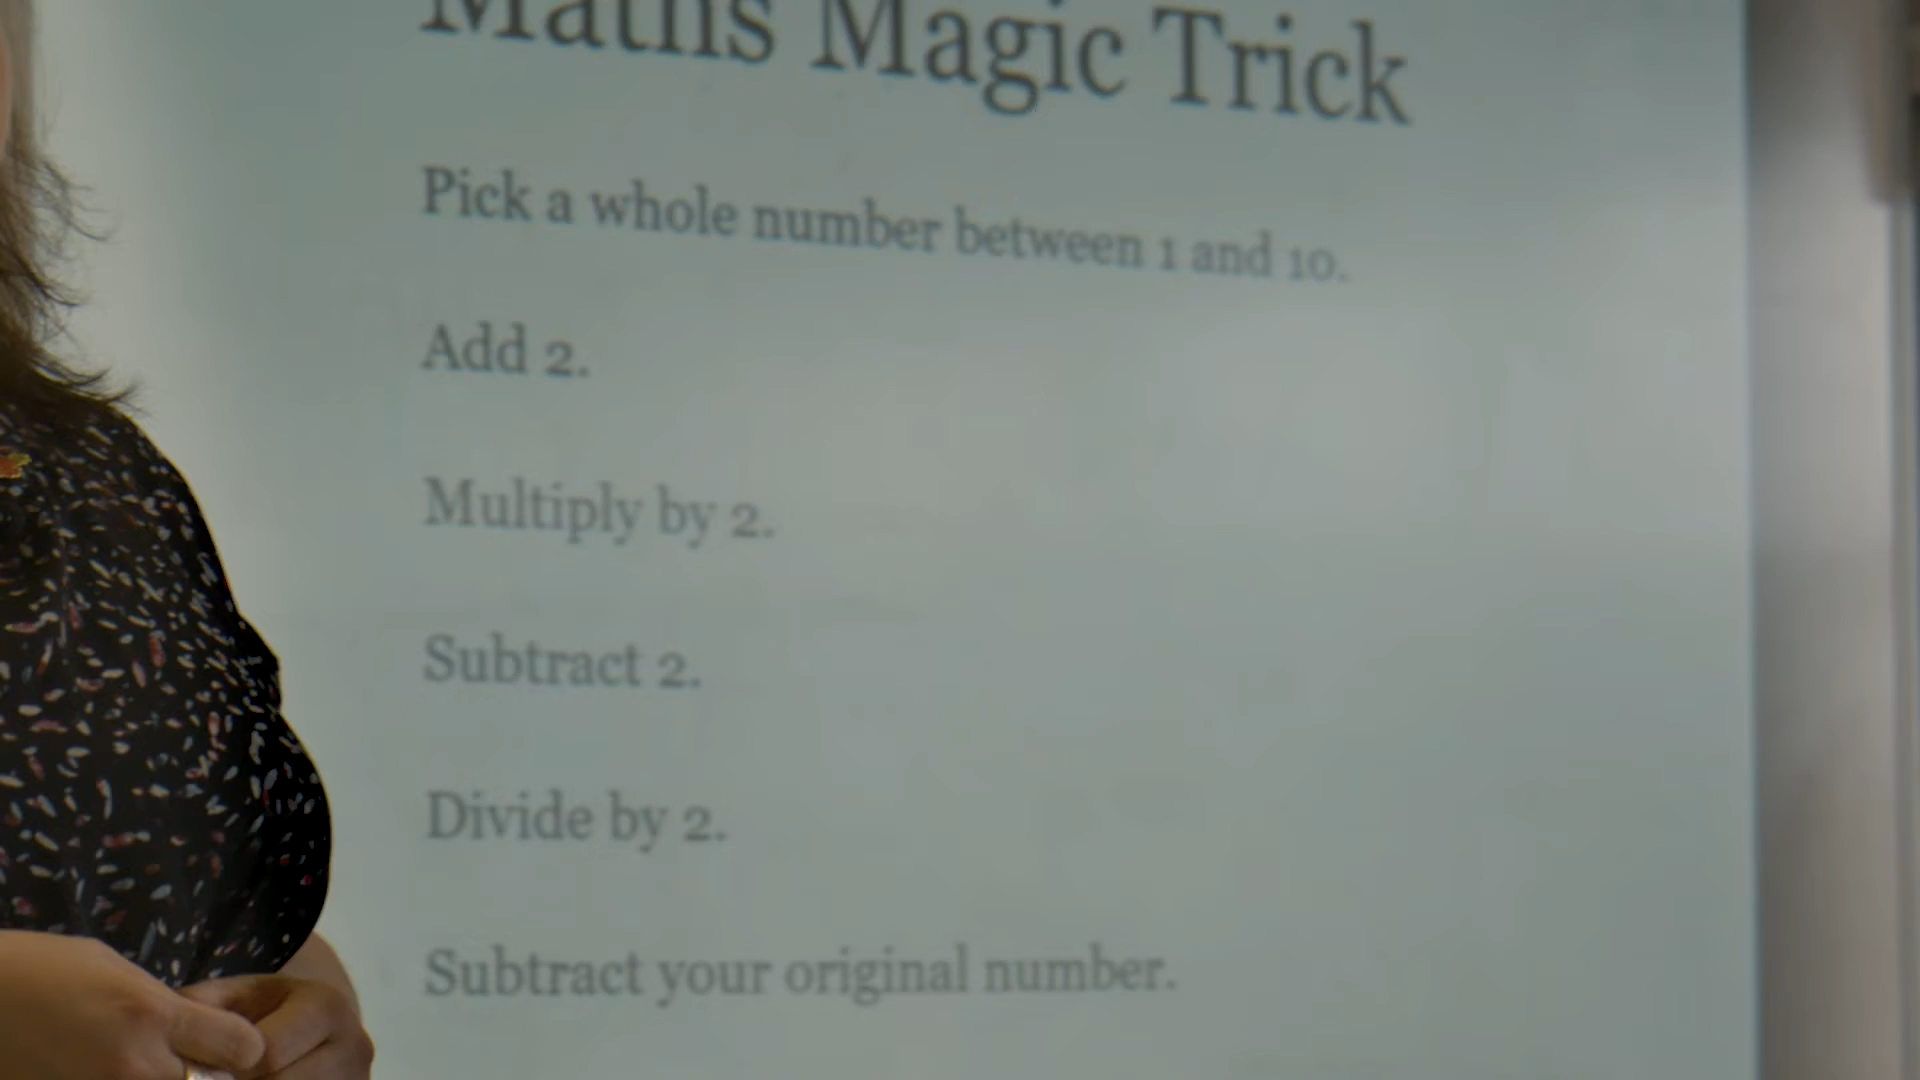 Maths Magic Trick
Pick a whole number between 1 and 10.
Add 2.
Multiply by 2.
Subtract 2.
Divide by 2.
Subtract your original number.